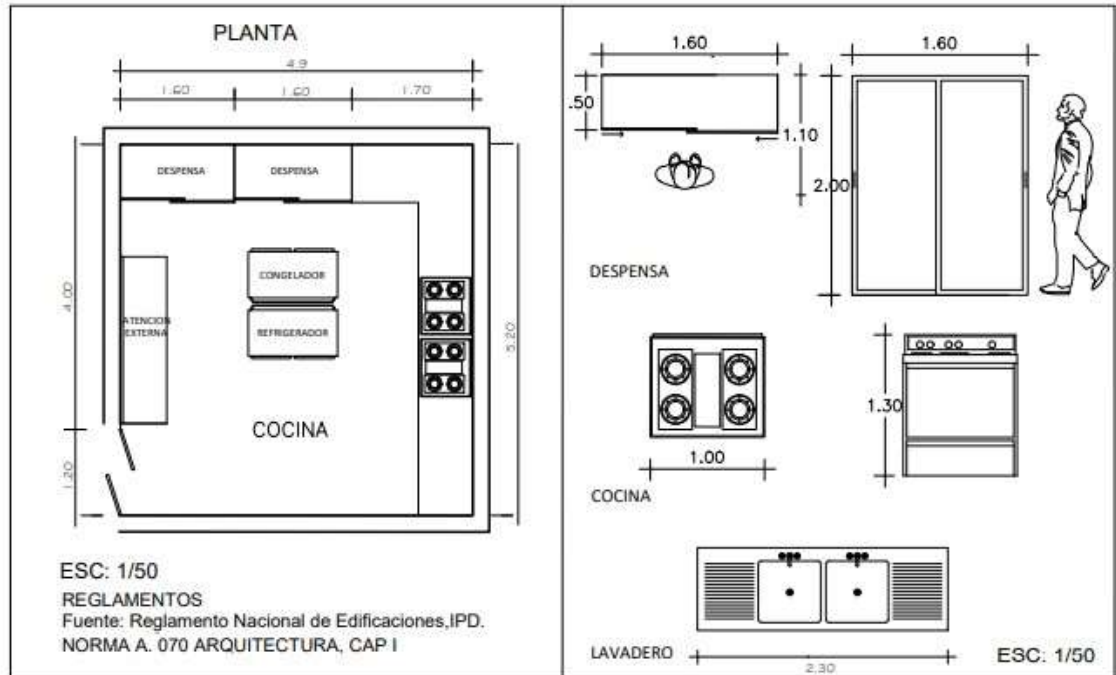 PLANTA
4.9
1.60
1.60
1.70
DESPENSA
DESPENSA
CONGELADOR
4.00
ATENCION
EXTERNA
REFRIGERADOR
5.20
COCINA
1.20
ESC: 1/50
REGLAMENTOS
Fuente: Reglamento Nacional de Edificaciones,IPD.
NORMA A. 070 ARQUITECTURA, CAP I
1.60
1.60
.50
1.10
2.00
DESPENSA
1.30
1.00
COCINA
LAVADERO
2.30
ESC: 1/50